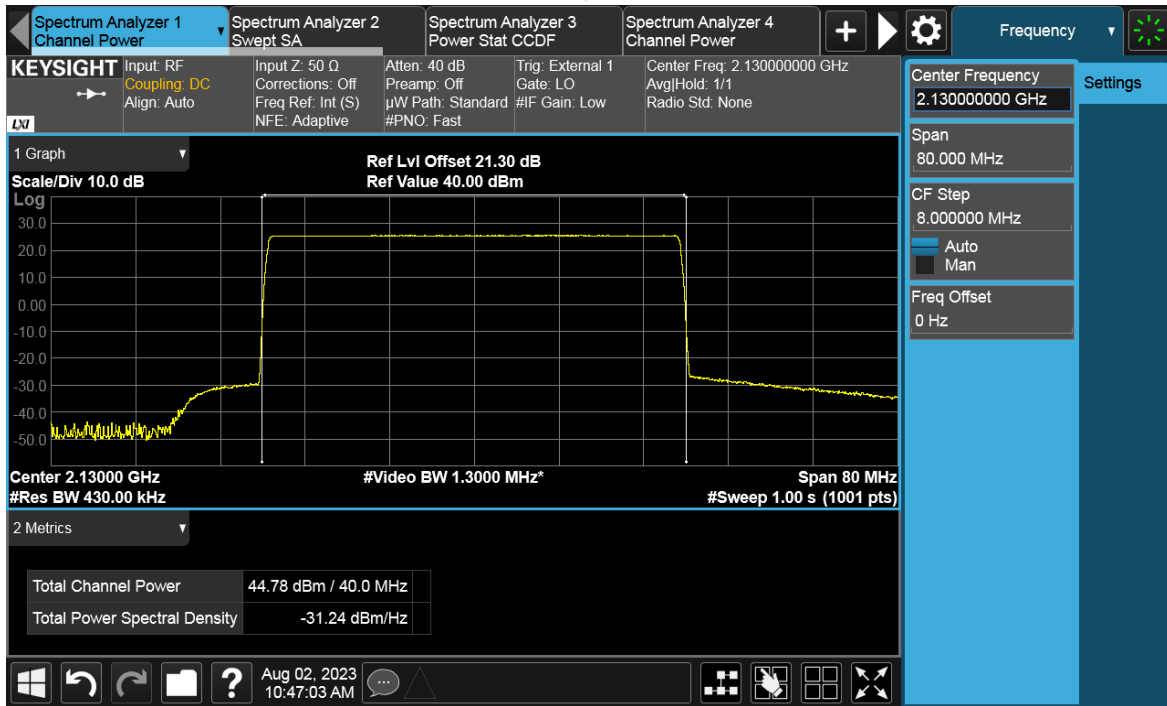 Spectrum Analyzer 1
Channel Power
Spectrum Analyzer 2
Swept SA
Spectrum Analyzer 3
Power Stat CCDF
Spectrum Analyzer 4
Channel Power
+
Frequency
KEYSIGHT
LXI
Input: RF
Coupling: DC
Align: Auto
Input Z: 50 Ω
Corrections: Off
Freq Ref: Int (S)
NFE: Adaptive
Atten: 40 dB
Preamp: Off
µW Path: Standard
#PNO: Fast
Trig: External 1
Gate: LO
#IF Gain: Low
Center Freq: 2.130000000 GHz
Avg|Hold: 1/1
Radio Std: None
Center Frequency
2.130000000 GHz
Settings
Span
80.000 MHz
CF Step
8.000000 MHz
Auto
Man
Freq Offset
0 Hz
1 Graph
Scale/Div 10.0 dB
Ref Lvl Offset 21.30 dB
Ref Value 40.00 dBm
Log
30.0
20.0
10.0
0.00
-10.0
-20.0
-30.0
-40.0
-50.0
Center 2.13000 GHz
#Video BW 1.3000 MHz*
Span 80 MHz
#Res BW 430.00 kHz
#Sweep 1.00 s (1001 pts)
2 Metrics
Total Channel Power 44.78 dBm / 40.0 MHz
Total Power Spectral Density -31.24 dBm/Hz
?
Aug 02, 2023
10:47:03 AM